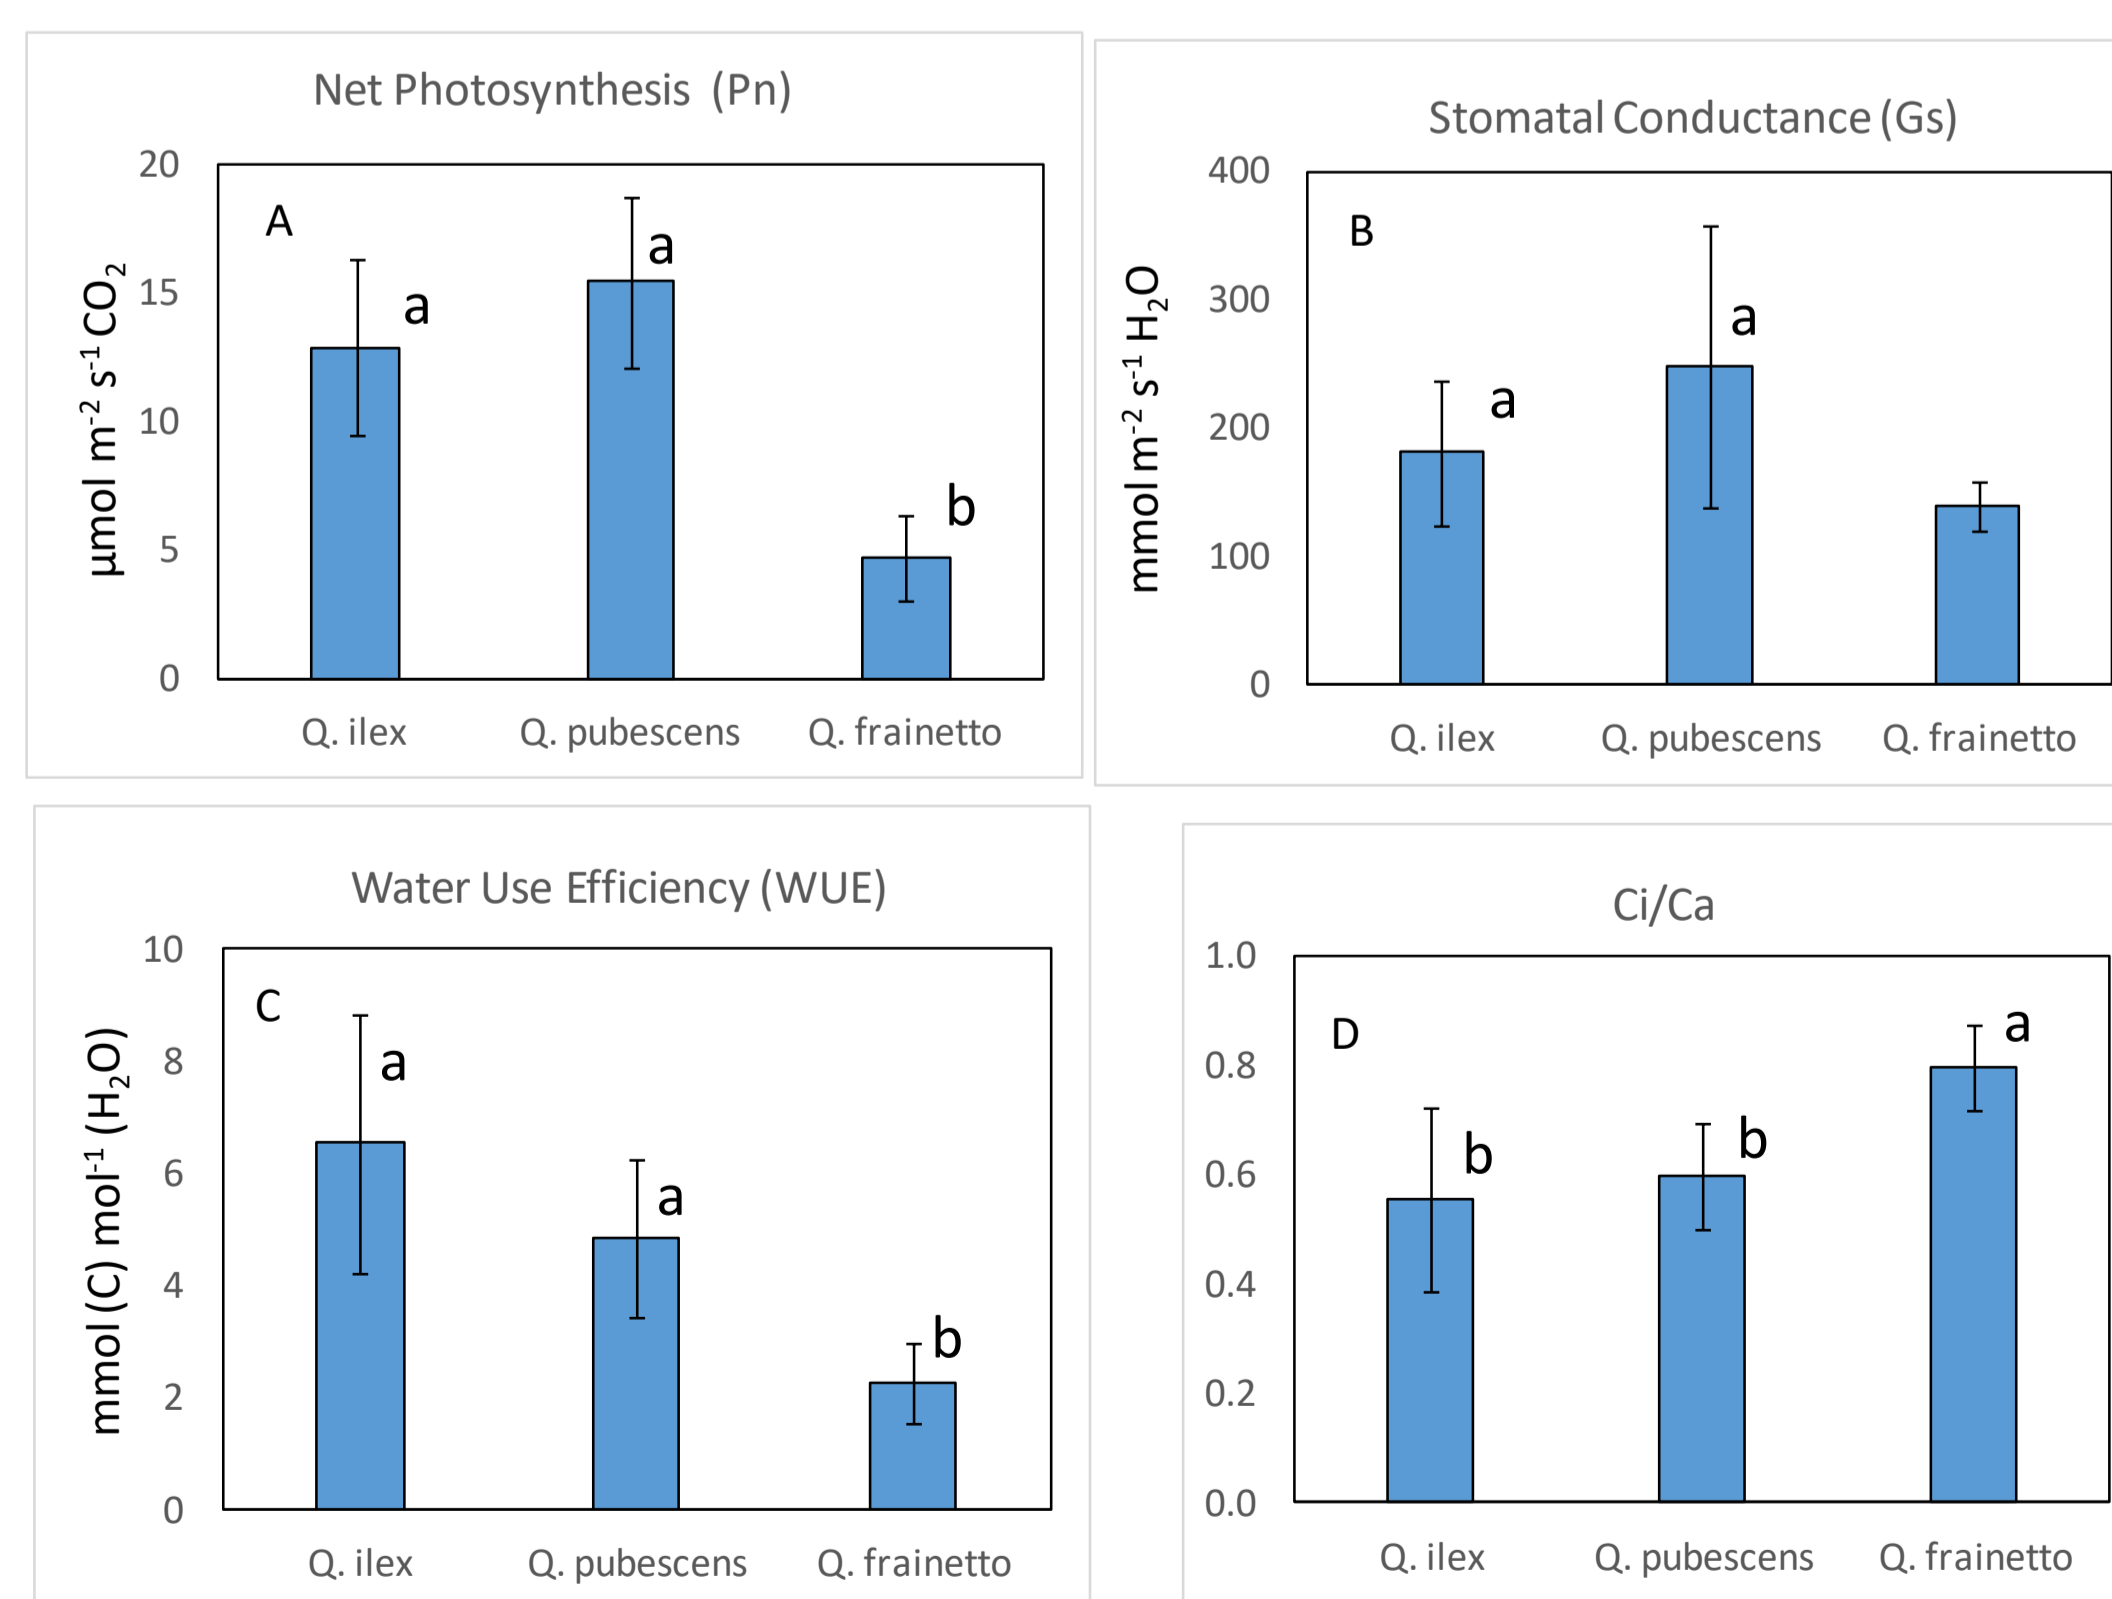 Net Photosynthesis (Pn)
20
15
10
5
0
µmol m-2 s-1 CO2
A
a
a
b
Q. ilex Q. pubescens Q. frainetto
Stomatal Conductance (Gs)
400
300
200
100
0
mmol m-2 s-1 H2O
B
a
a
Q. ilex Q. pubescens Q. frainetto
Water Use Efficiency (WUE)
10
8
6
4
2
0
mmol (C) mol-1 (H2O)
C
a
a
b
Q. ilex Q. pubescens Q. frainetto
Ci/Ca
1.0
0.8
0.6
0.4
0.2
0.0
D
b
b
a
Q. ilex Q. pubescens Q. frainetto